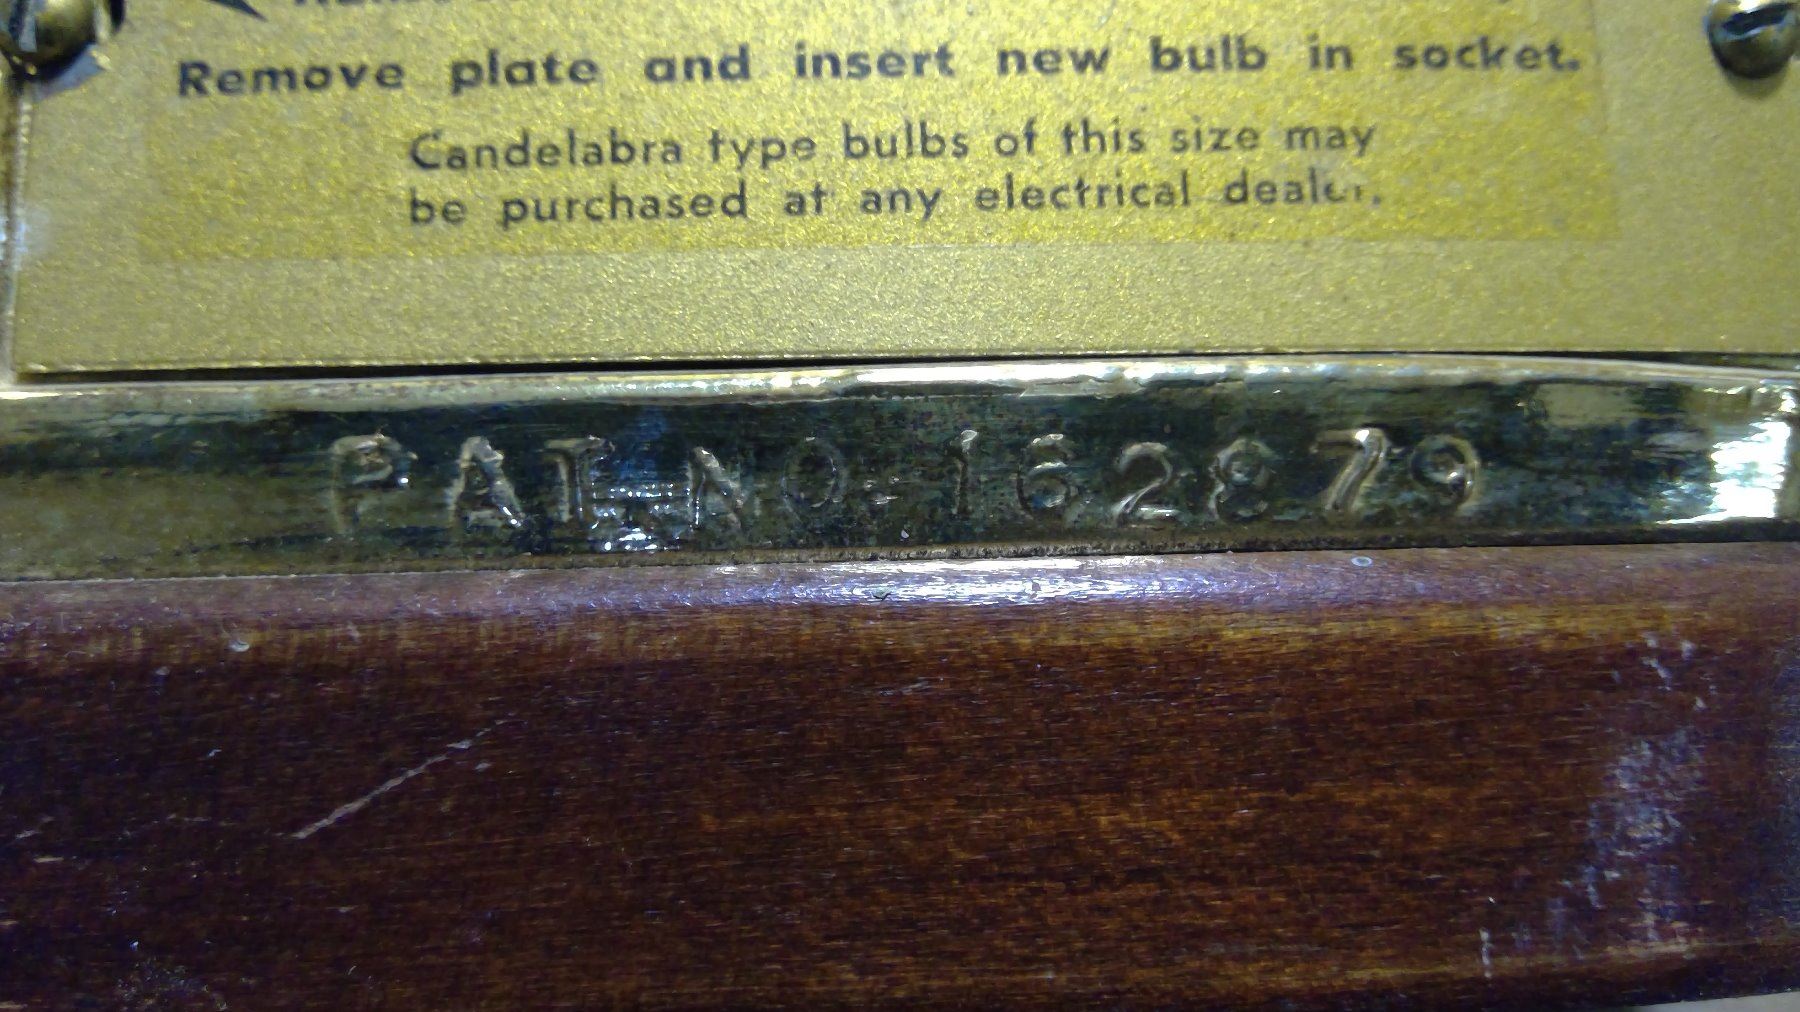 Remove plate and insert new bulb in socket.
Candelabra type bulbs of this size may
be purchased at any electrical dealer.
PAT. NO. 162879